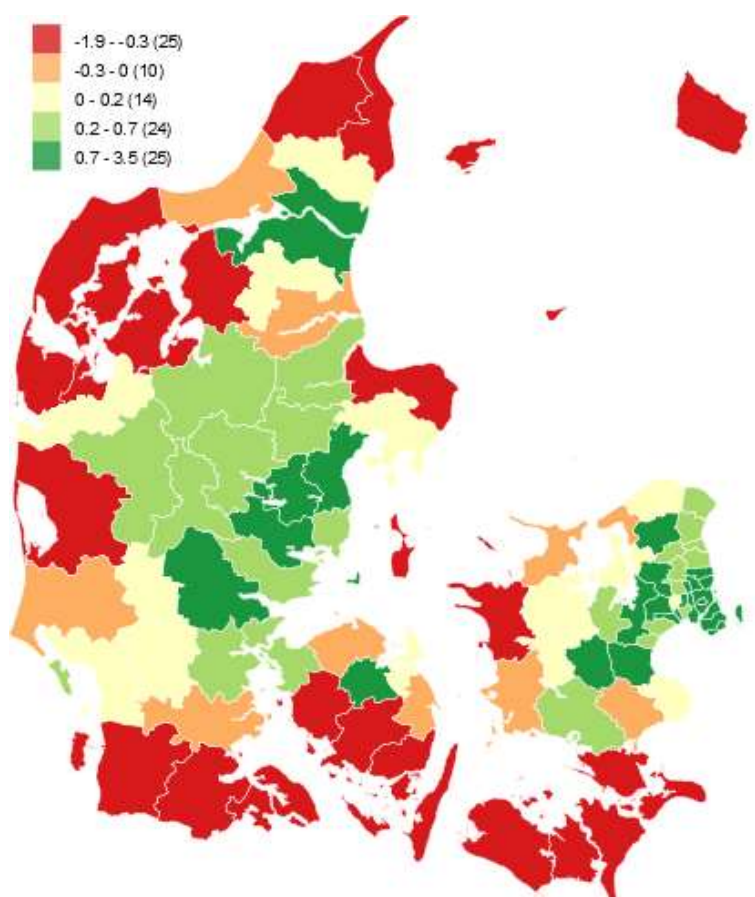 -1.9 - -0.3 (25)
-0.3 - 0 (10)
0 - 0.2 (14)
0.2 - 0.7 (24)
0.7 - 3.5 (25)